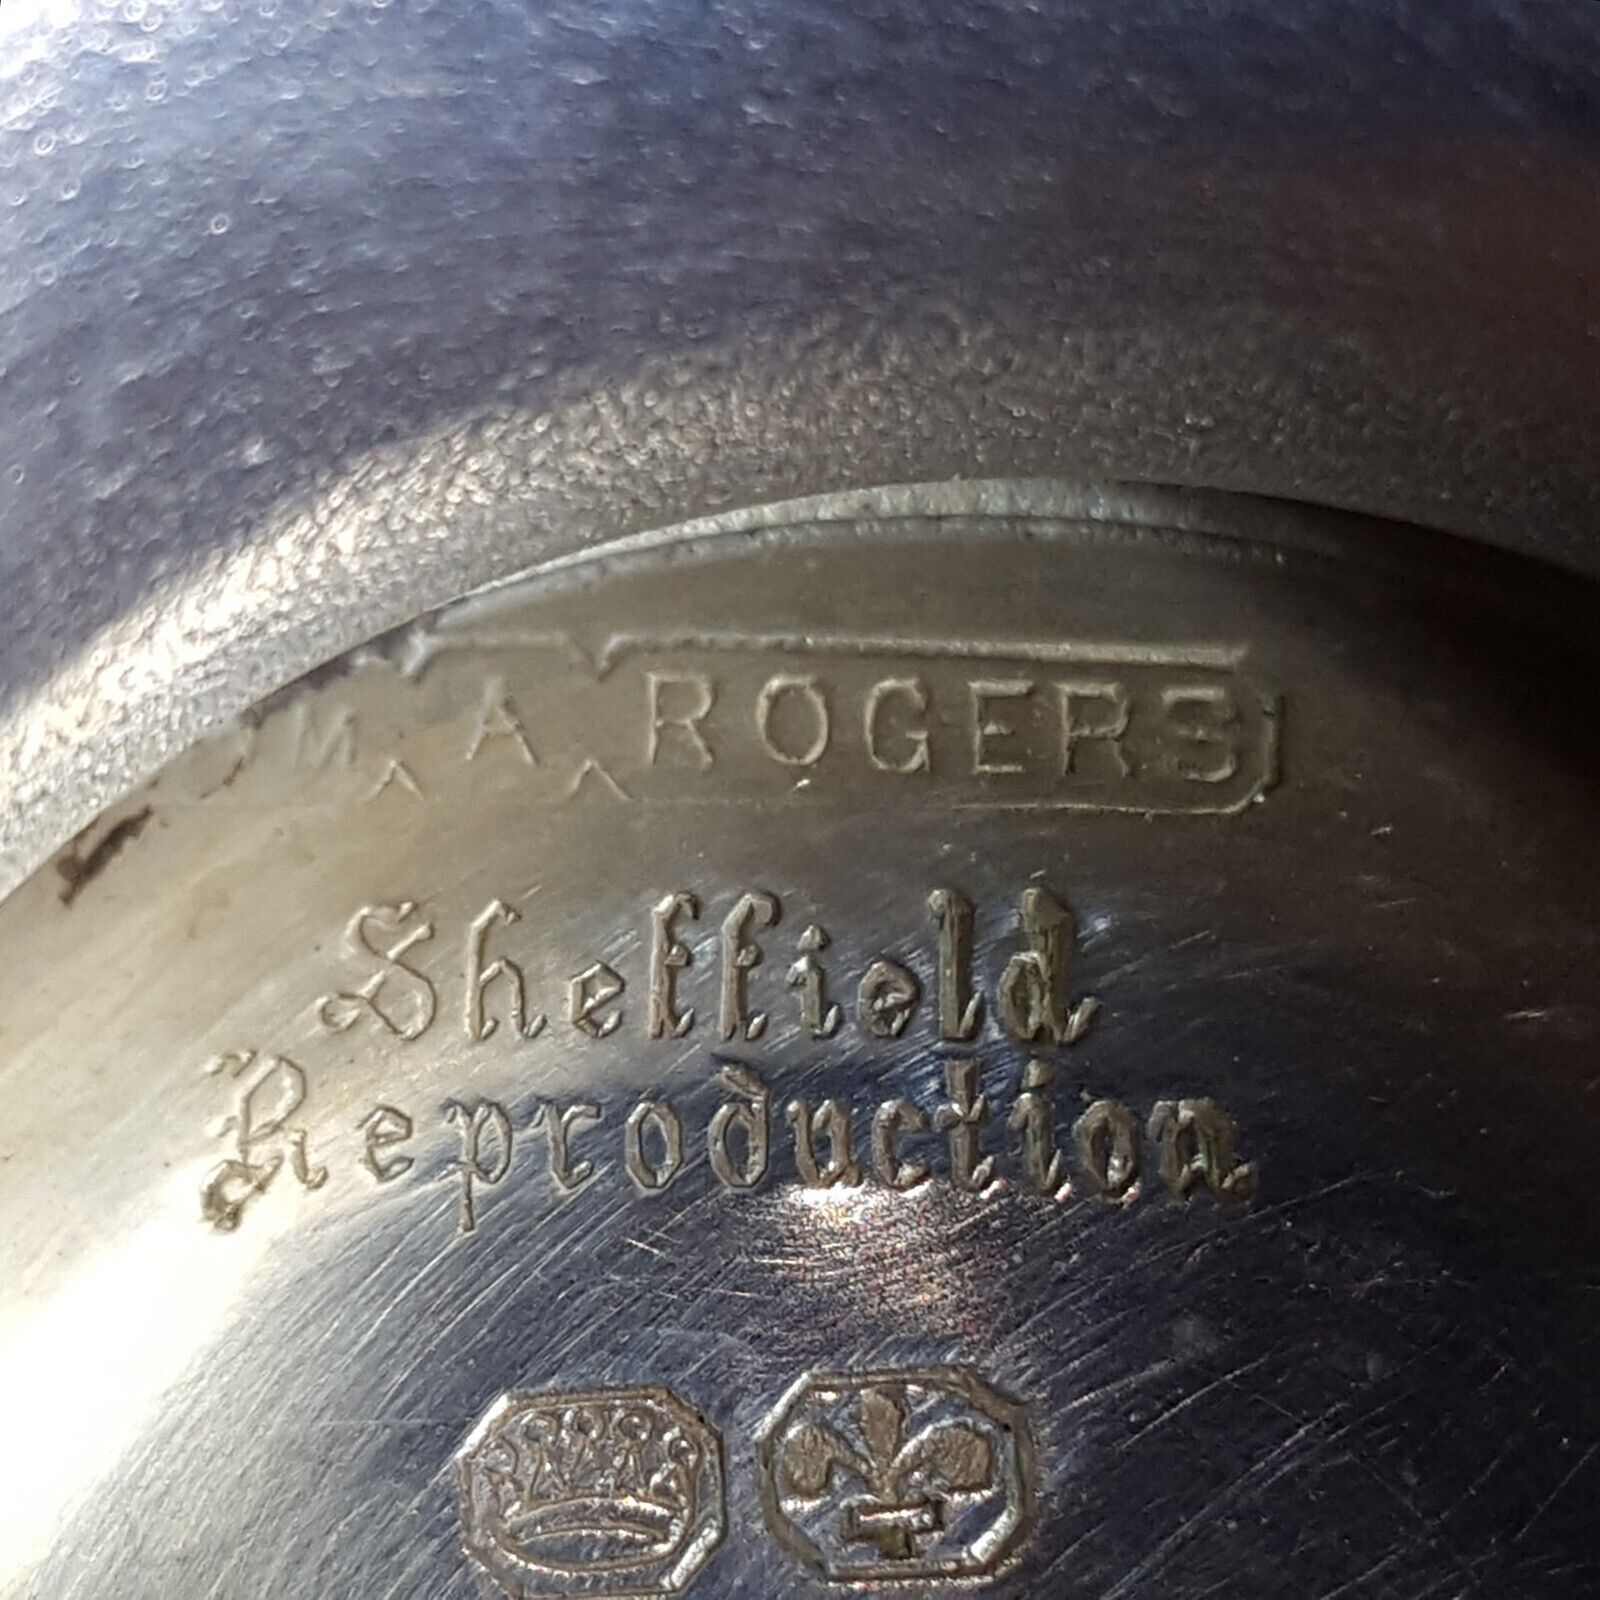 M A ROGERS
Sheffield
Reproduction